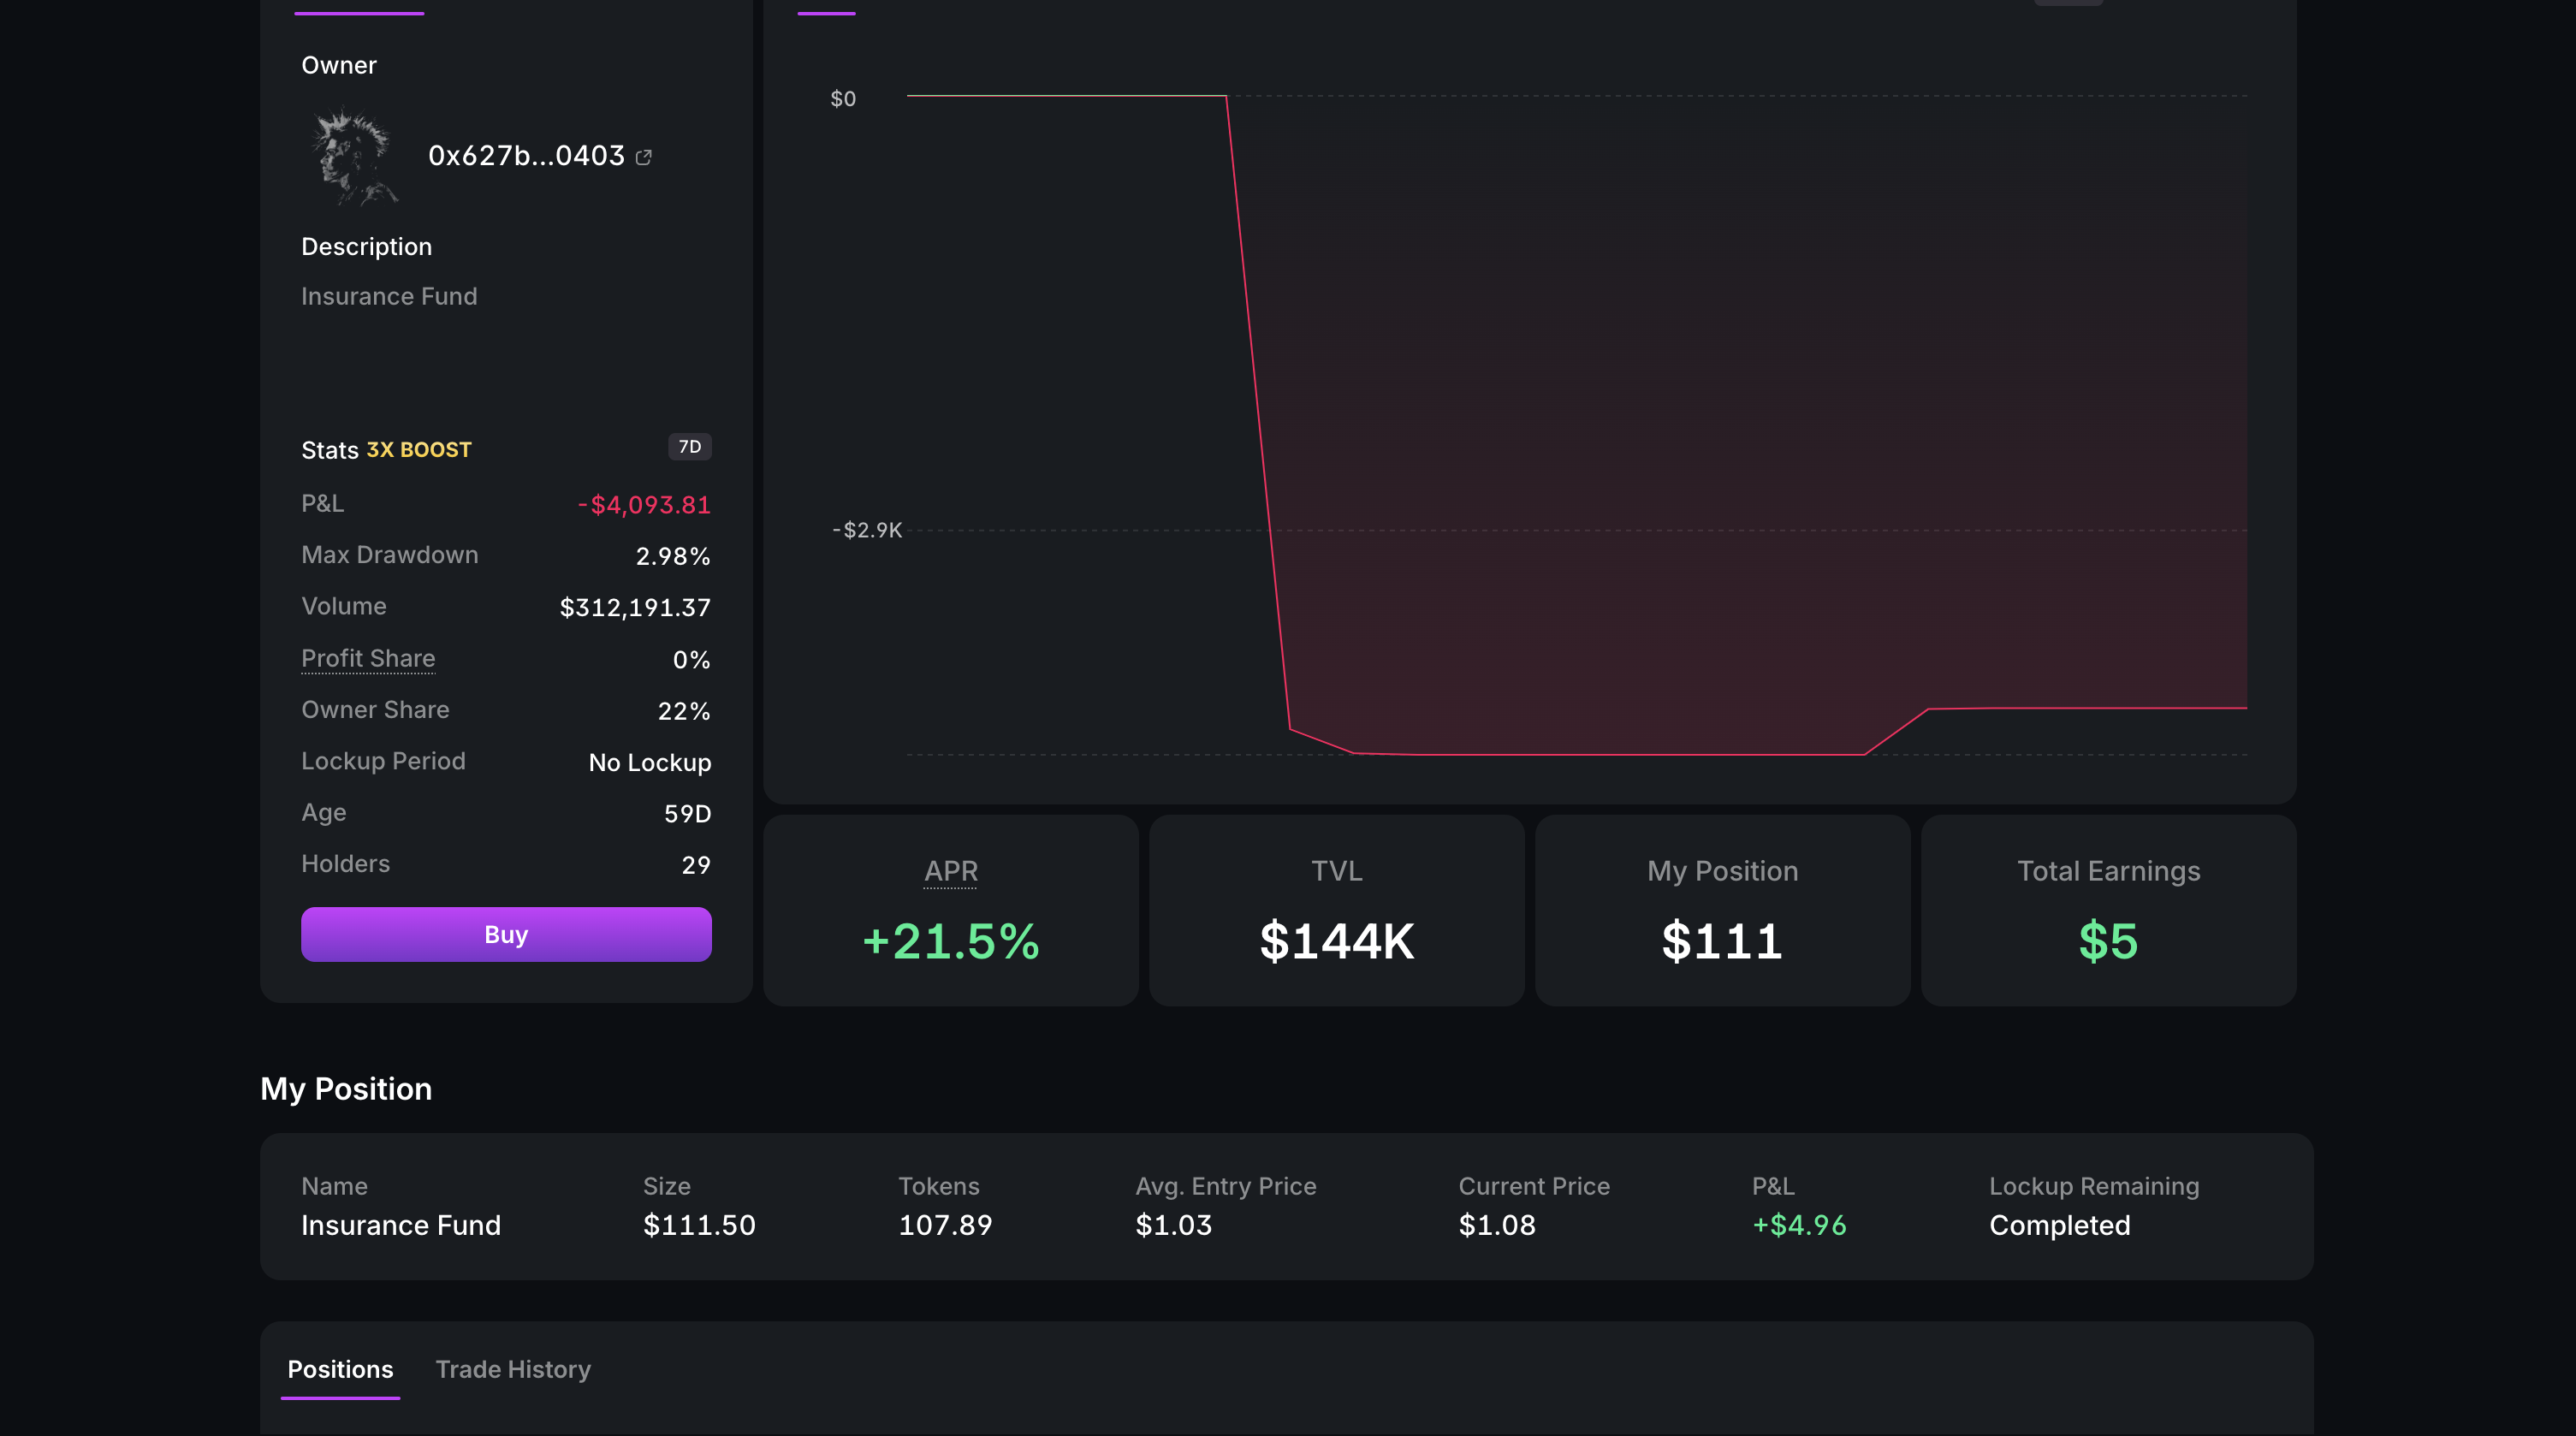 Owner
0x627b...0403
Description
Insurance Fund
Stats 3X BOOST 7D
P&L -$4,093.81
Max Drawdown 2.98%
Volume $312,191.37
Profit Share 0%
Owner Share 22%
Lockup Period No Lockup
Age 59D
Holders 29
Buy
$0
-$2.9K
APR
+21.5%
TVL
$144K
My Position
$111
Total Earnings
$5
My Position
Name Size Tokens Avg. Entry Price Current Price P&L Lockup Remaining
Insurance Fund $111.50 107.89 $1.03 $1.08 +$4.96 Completed
Positions Trade History